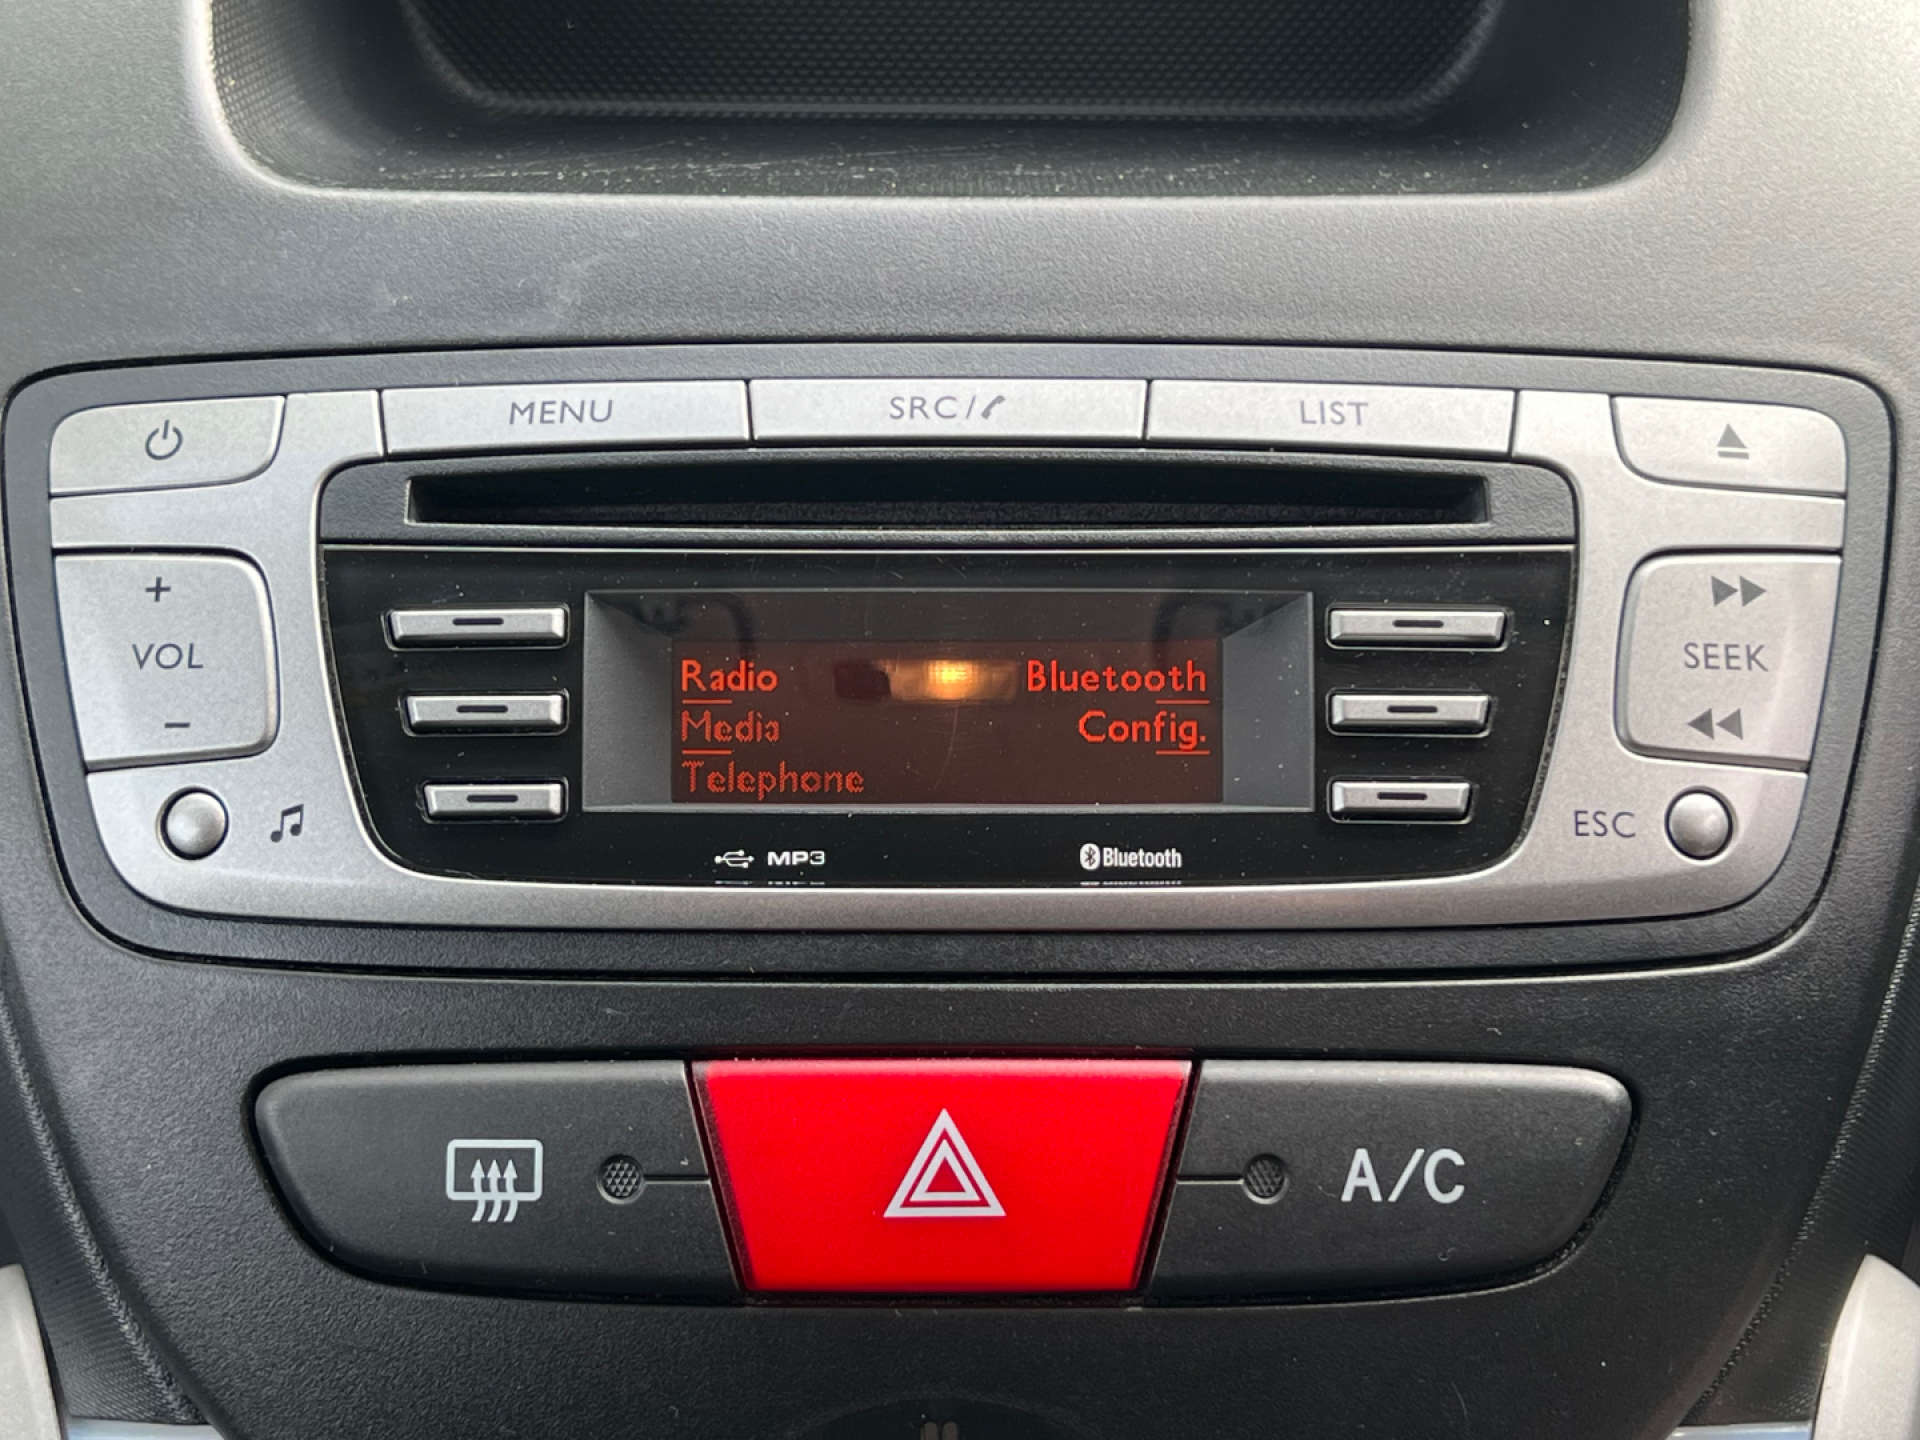 MENU SRC/ LIST
+
VOL
-
SEEK
Radio Bluetooth
Media Config.
Telephone
ESC
MP3 Bluetooth
A/C